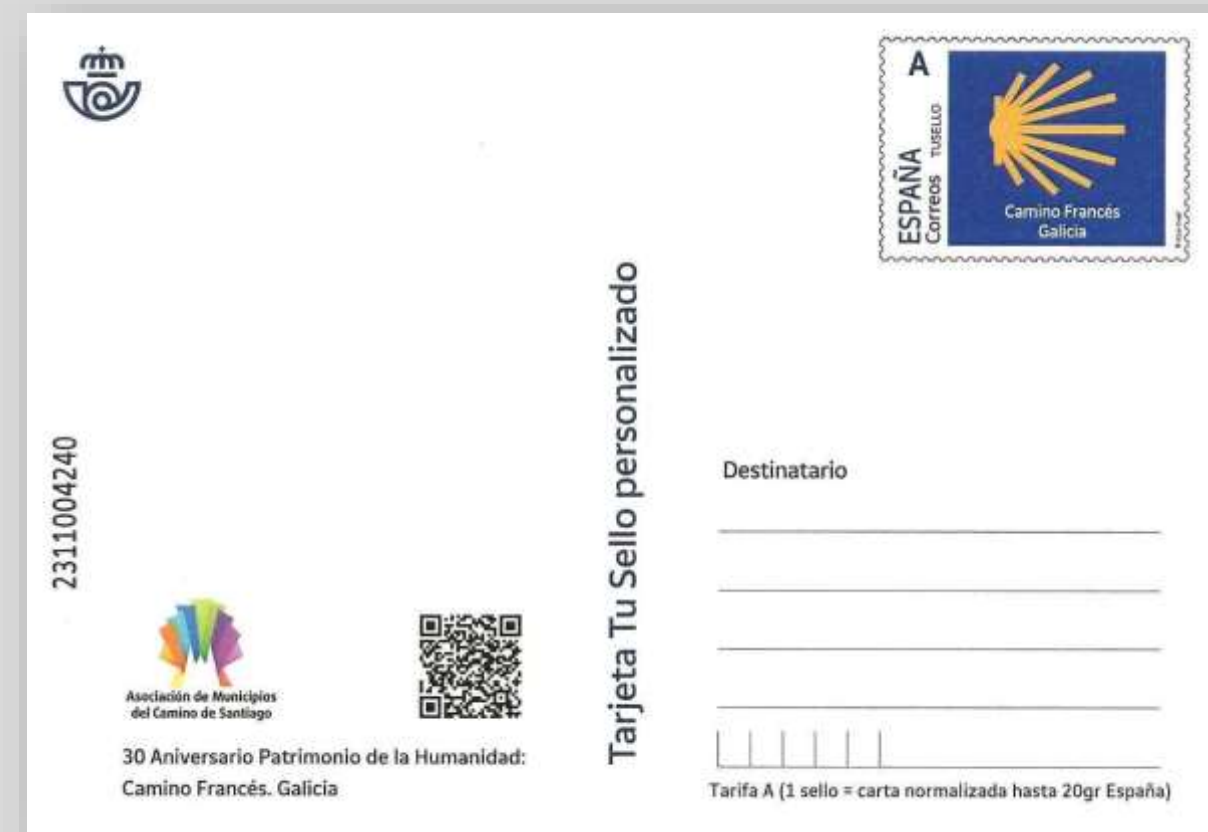 A
ESPAÑA
Correos TUSELLO
Camino Francés
Galicia
Tarjeta Tu Sello personalizado
2311004240
Asociación de Municipios
del Camino de Santiago
30 Aniversario Patrimonio de la Humanidad:
Camino Francés. Galicia
Destinatario
Tarifa A (1 sello = carta normalizada hasta 20gr España)